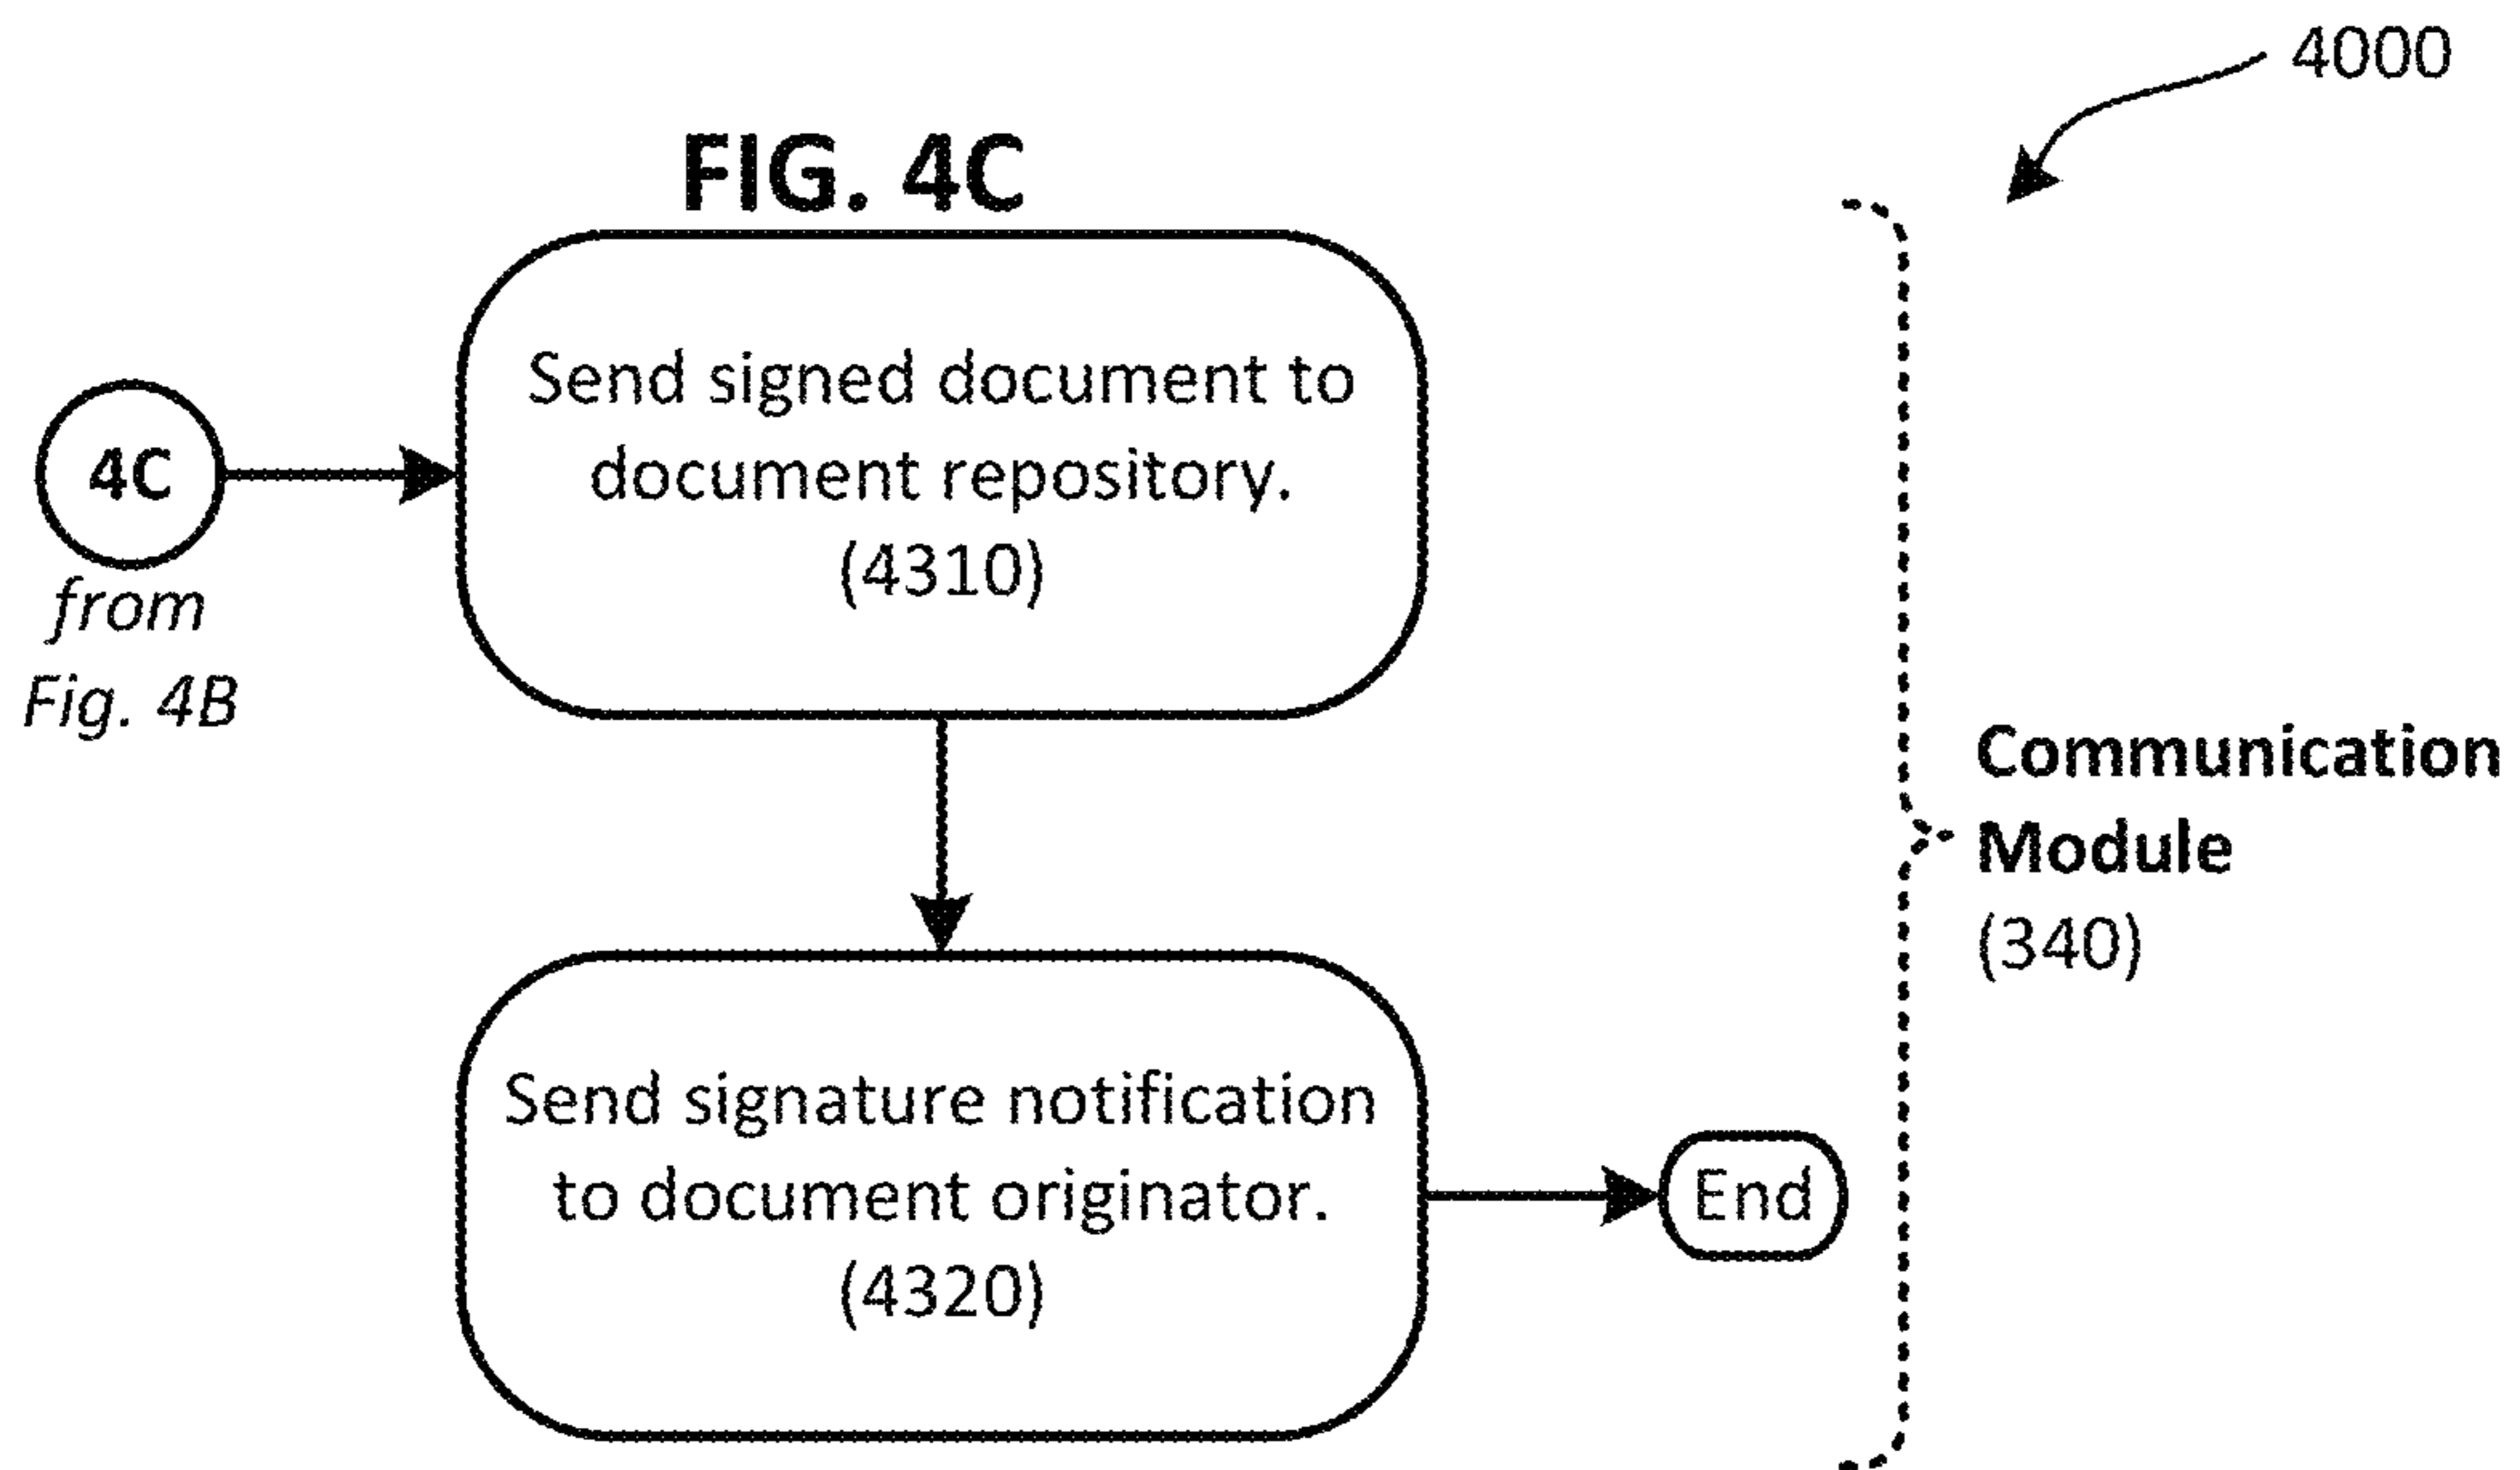 4000
FIG. 4C
Send signed document to
document repository.
(4310)
4C
from
Fig. 4B
Communication
Module
(340)
Send signature notification
to document originator.
(4320)
End